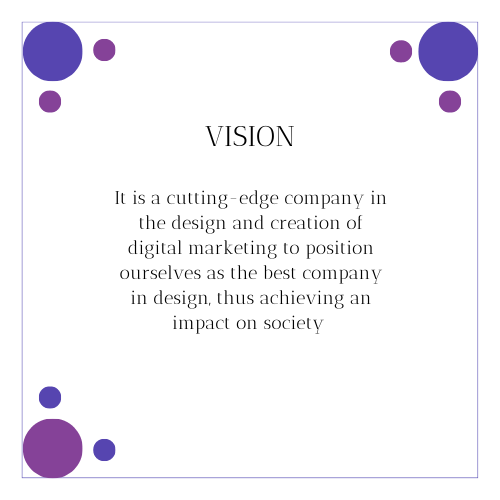 VISION
It is a cutting-edge company in
the design and creation of
digital marketing to position
ourselves as the best company
in design, thus achieving an
impact on society